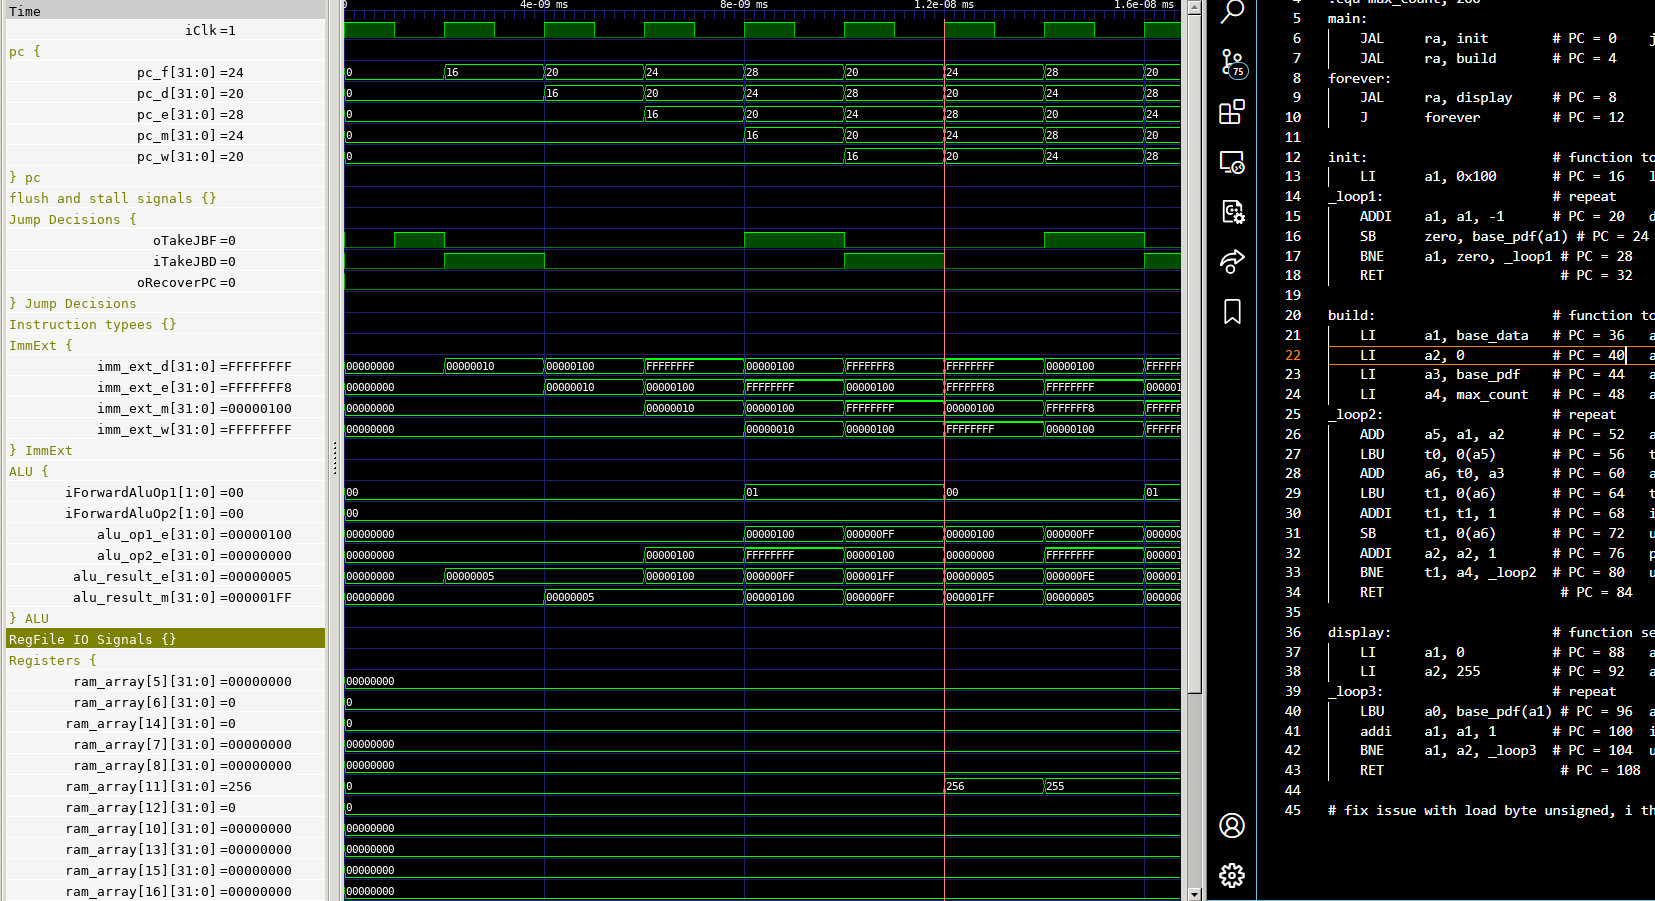 Time
0 4e-09 ms 8e-09 ms 1.2e-08 ms 1.6e-08 ms
iClk=1
pc {
pc_f[31:0]=24 0 16 20 24 28 20 24 28 20
pc_d[31:0]=20 0 16 20 24 28 20 24 28
pc_e[31:0]=28 0 16 20 24 28 20 24
pc_m[31:0]=24 0 16 20 24 28 20
pc_w[31:0]=20 0 16 20 24 28
} pc
flush and stall signals {}
Jump Decisions {
oTakeJBF=0
iTakeJBD=0
oRecoverPC=0
} Jump Decisions
Instruction typees {}
ImmExt {
imm_ext_d[31:0]=FFFFFFFF 00000000 00000010 00000100 FFFFFFFF 00000100 FFFFFFF8 FFFFFFFF 00000100 FFFFFF
imm_ext_e[31:0]=FFFFFFF8 00000000 00000010 00000100 FFFFFFFF 00000100 FFFFFFF8 FFFFFFFF 000001
imm_ext_m[31:0]=00000100 00000000 00000010 00000100 FFFFFFFF 00000100 FFFFFFF8 FFFFFF
imm_ext_w[31:0]=FFFFFFFF 00000000 00000010 00000100 FFFFFFFF 00000100 FFFFFF
} ImmExt
ALU {
iForwardAluOp1[1:0]=00 00 01 00 01
iForwardAluOp2[1:0]=00 00
alu_op1_e[31:0]=00000100 00000000 00000100 000000FF 00000100 000000FF 000000
alu_op2_e[31:0]=00000000 00000000 00000100 FFFFFFFF 00000100 00000000 FFFFFFFF 000001
alu_result_e[31:0]=00000005 00000000 00000005 00000100 000000FF 000001FF 00000005 000000FE 000001
alu_result_m[31:0]=000001FF 00000000 00000005 00000100 000000FF 000001FF 00000005 000000
} ALU
RegFile IO Signals {}
Registers {
ram_array[5][31:0]=00000000 00000000
ram_array[6][31:0]=0 0
ram_array[14][31:0]=0 0
ram_array[7][31:0]=00000000 00000000
ram_array[8][31:0]=00000000 00000000
ram_array[11][31:0]=256 0 256 255
ram_array[12][31:0]=0 0
ram_array[10][31:0]=00000000 00000000
ram_array[13][31:0]=00000000 00000000
ram_array[15][31:0]=00000000 00000000
ram_array[16][31:0]=00000000 00000000
75
5 main:
6 JAL ra, init # PC = 0 j
7 JAL ra, build # PC = 4
8 forever:
9 JAL ra, display # PC = 8
10 J forever # PC = 12
11
12 init: # function to
13 LI a1, 0x100 # PC = 16 l
14 _loop1: # repeat
15 ADDI a1, a1, -1 # PC = 20 d
16 SB zero, base_pdf(a1) # PC = 24
17 BNE a1, zero, _loop1 # PC = 28
18 RET # PC = 32
19
20 build: # function to
21 LI a1, base_data # PC = 36 a
22 LI a2, 0 # PC = 40 a
23 LI a3, base_pdf # PC = 44 a
24 LI a4, max_count # PC = 48 a
25 _loop2: # repeat
26 ADD a5, a1, a2 # PC = 52 a
27 LBU t0, 0(a5) # PC = 56 t
28 ADD a6, t0, a3 # PC = 60 a
29 LBU t1, 0(a6) # PC = 64 t
30 ADDI t1, t1, 1 # PC = 68 i
31 SB t1, 0(a6) # PC = 72 u
32 ADDI a2, a2, 1 # PC = 76 p
33 BNE t1, a4, _loop2 # PC = 80 u
34 RET # PC = 84
35
36 display: # function se
37 LI a1, 0 # PC = 88 a
38 LI a2, 255 # PC = 92 a
39 _loop3: # repeat
40 LBU a0, base_pdf(a1) # PC = 96 a
41 addi a1, a1, 1 # PC = 100 i
42 BNE a1, a2, _loop3 # PC = 104 u
43 RET # PC = 108
44
45 # fix issue with load byte unsigned, i th